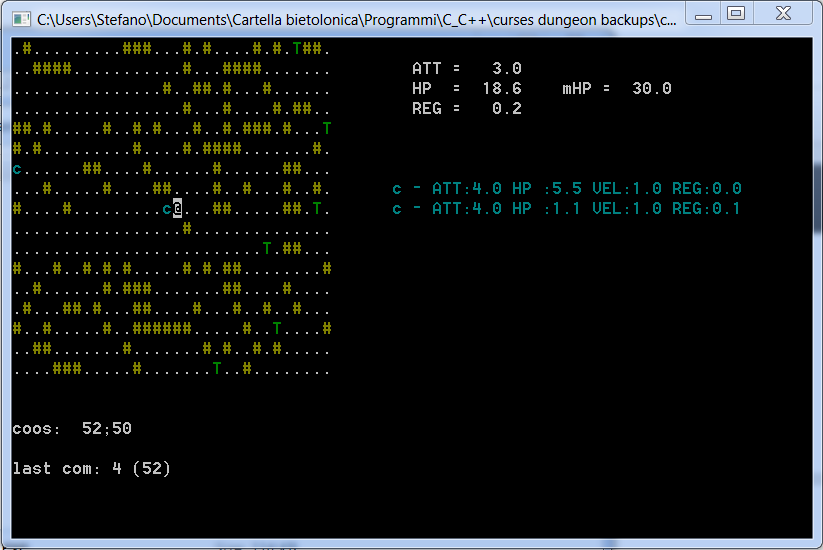 C:\Users\Stefano\Documents\Cartella bietolonica\Programmi\C_C++\curses dungeon backups\c...
.#.........###...#.#....#.#.T##.
..####...........#...####....... ATT = 3.0
...............#..##.#...#...... HP = 18.6 mHP = 30.0
.................#...#....#.##.. REG = 0.2
##.#.....#..#.#...#..#.###.#...T
#.#.........#....#.####.......#.
c......##....#......#......##...
...#.....#....##....#..#...#..#. c - ATT:4.0 HP :5.5 VEL:1.0 REG:0.0
#....#.........c@...##.....##.T. c - ATT:4.0 HP :1.1 VEL:1.0 REG:0.1
.................#..............
.........................T.##...
#...#..#.#.#.....#.#.##........#
..#......#.###.......##....#..#.
.#...##.#...##....#...#..#..#...
#..#.....#..######.....#..T....#
..##.......#.......#.#..#.#.....
....###.....#.......T..#........
coos: 52;50
last com: 4 (52)